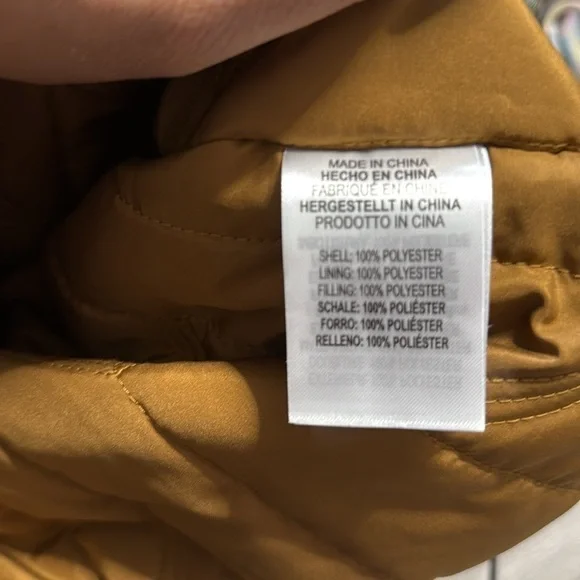 MADE IN CHINA
HECHO EN CHINA
FABRIQUÉ EN CHINE
HERGESTELLT IN CHINA
PRODOTTO IN CINA
SHELL: 100% POLYESTER
LINING: 100% POLYESTER
FILLING: 100% POLYESTER
SCHALE: 100% POLIÉSTER
FORRO: 100% POLIÉSTER
RELLENO: 100% POLIÉSTER